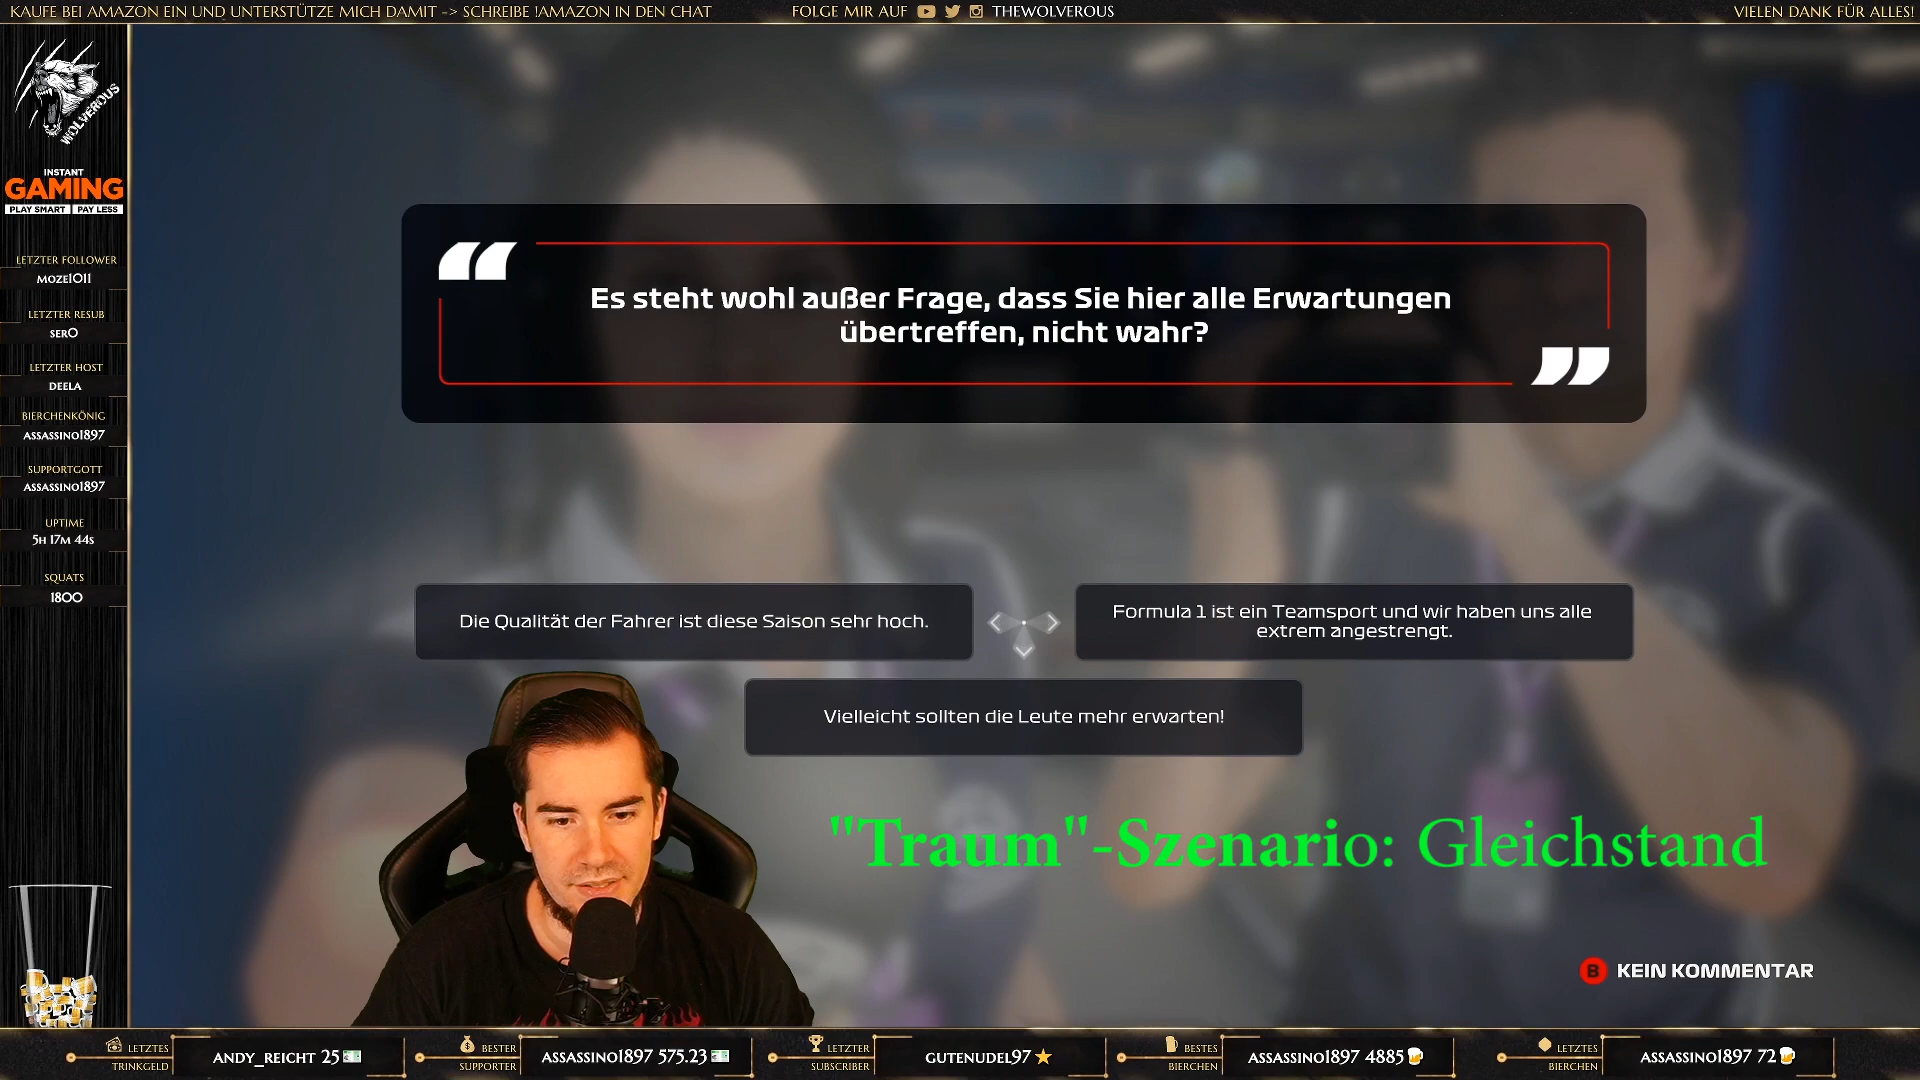 KAUFE BEI AMAZON EIN UND UNTERSTÜTZE MICH DAMIT -> SCHREIBE !AMAZON IN DEN CHAT
FOLGE MIR AUF THEWOLVEROUS
VIELEN DANK FÜR ALLES!
WOLVEROUS
INSTANT
GAMING
PLAY SMART | PAY LESS
LETZTER FOLLOWER
MOZE1011
LETZTER RESUB
SER0
LETZTER HOST
DEELA
BIERCHENKÖNIG
ASSASSINO1897
SUPPORTGOTT
ASSASSINO1897
UPTIME
5H 17M 44S
SQUATS
1800
Es steht wohl außer Frage, dass Sie hier alle Erwartungen
übertreffen, nicht wahr?
Die Qualität der Fahrer ist diese Saison sehr hoch.
Formula 1 ist ein Teamsport und wir haben uns alle
extrem angestrengt.
Vielleicht sollten die Leute mehr erwarten!
"Traum"-Szenario: Gleichstand
B KEIN KOMMENTAR
LETZTES
TRINKGELD
ANDY_REICHT 25
BESTER
SUPPORTER
ASSASSINO1897 575.23
LETZTER
SUBSCRIBER
GUTENUDEL97
BESTES
BIERCHEN
ASSASSINO1897 4885
LETZTES
BIERCHEN
ASSASSINO1897 72